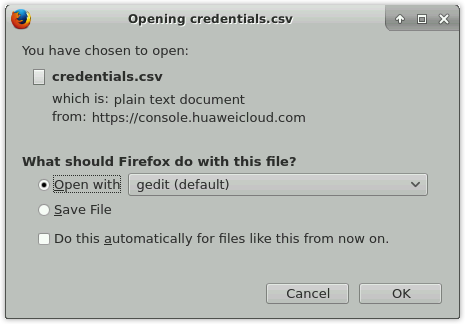 Opening credentials.csv
You have chosen to open:
credentials.csv
which is: plain text document
from: https://console.huaweicloud.com
What should Firefox do with this file?
Open with gedit (default)
Save File
Do this automatically for files like this from now on.
Cancel OK